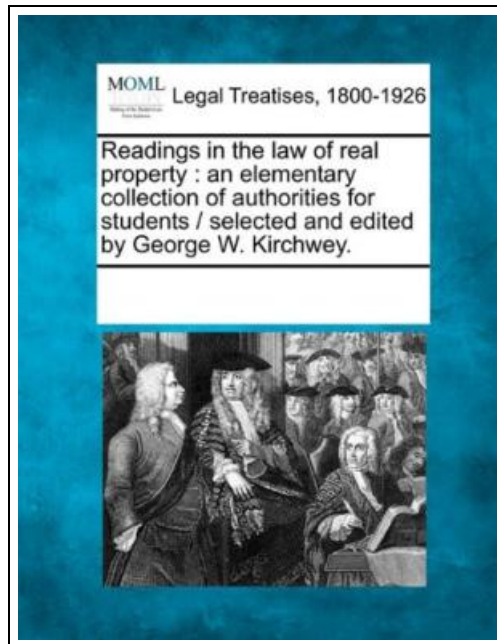 MOML
Legal Treatises, 1800-1926
Readings in the law of real
property : an elementary
collection of authorities for
students / selected and edited
by George W. Kirchwey.